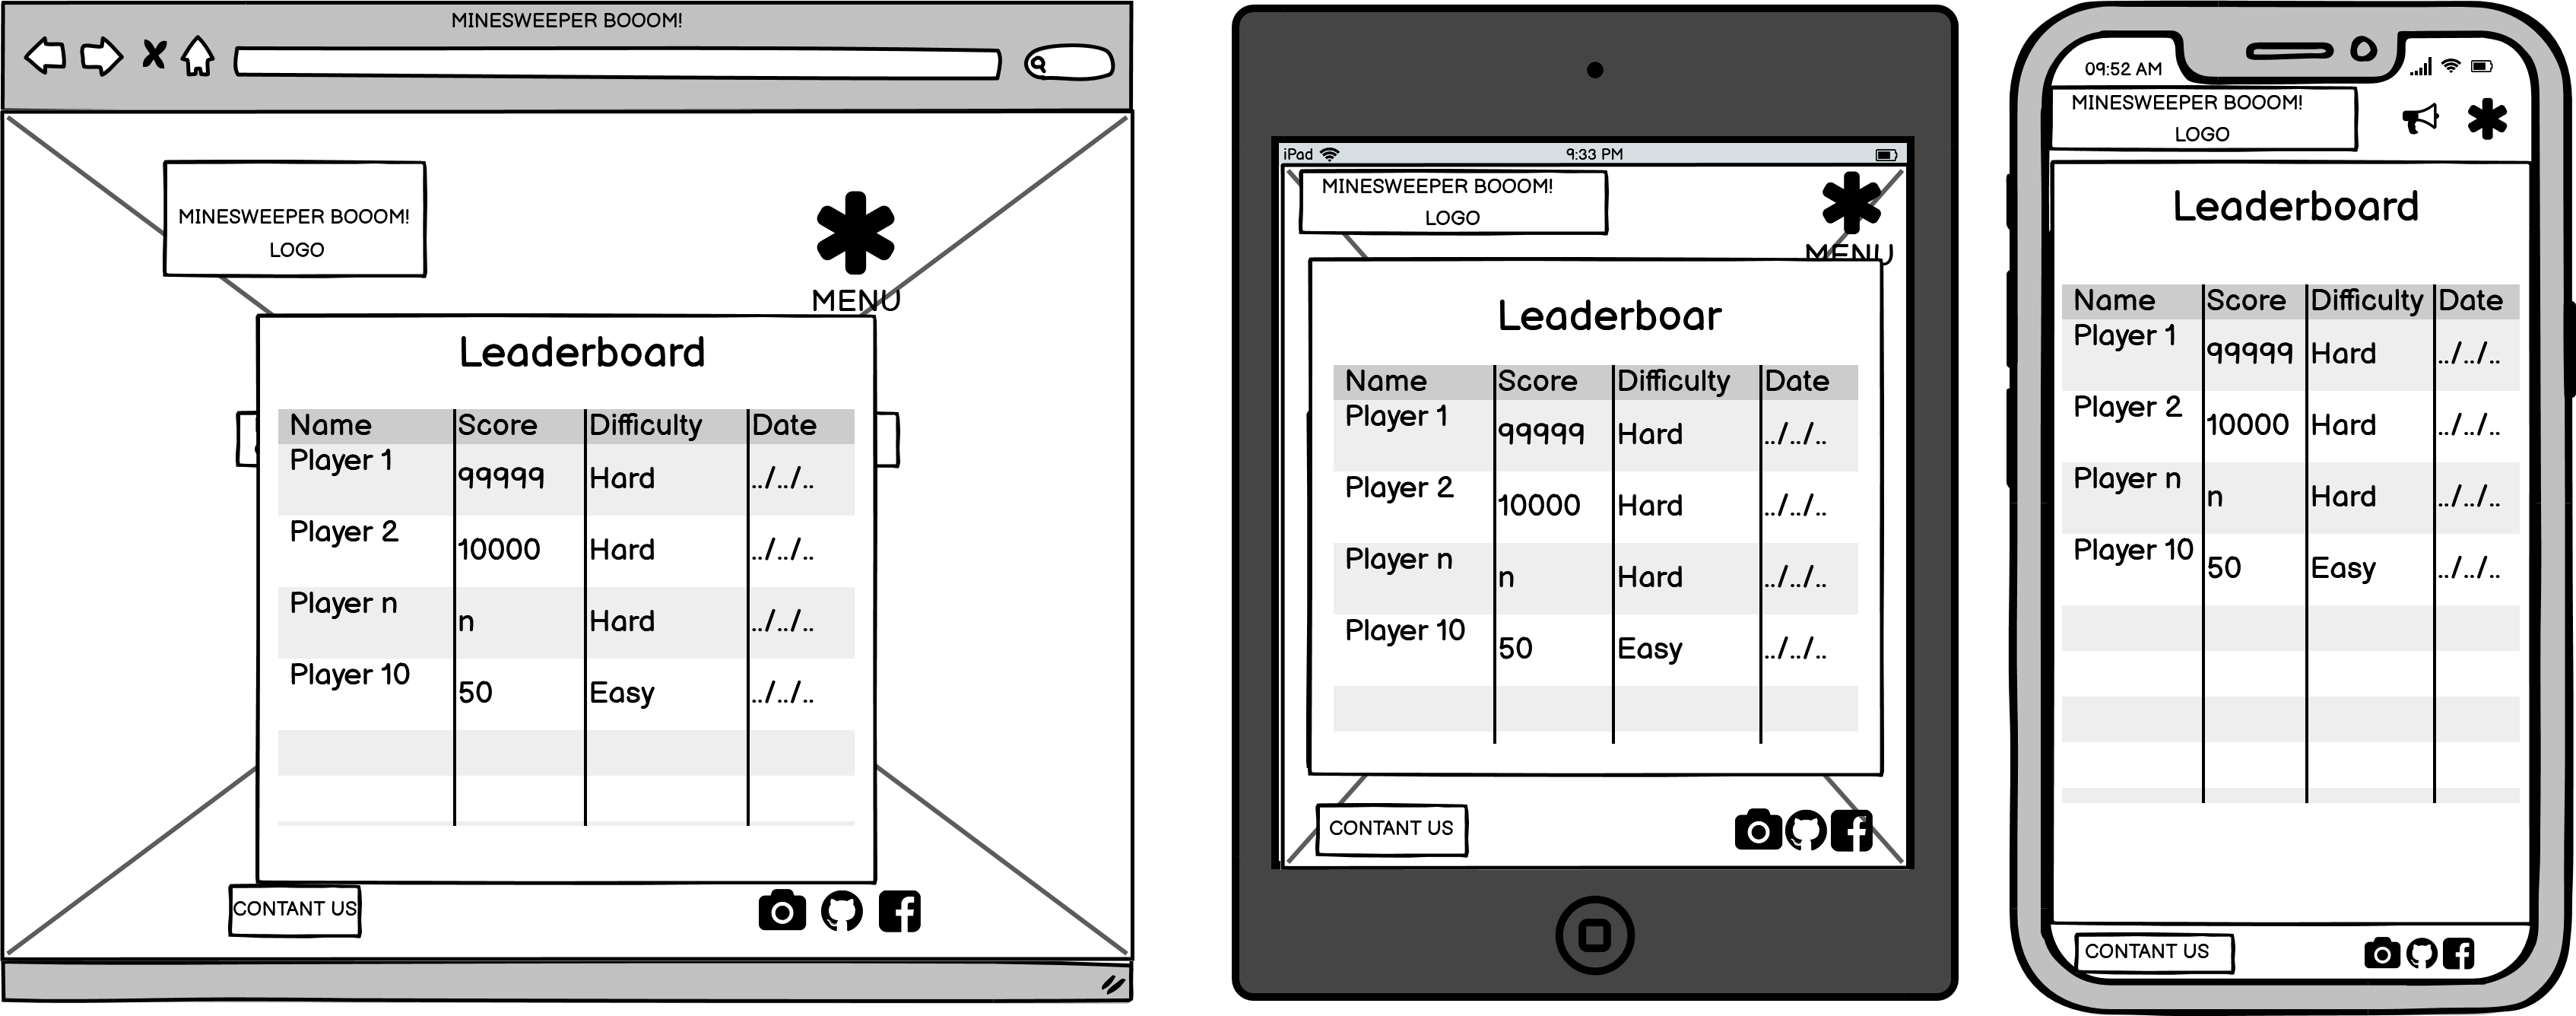 MINESWEEPER BOOOM!
MINESWEEPER BOOOM!
LOGO
MENU
Leaderboard
Name Score Difficulty Date
Player 1 99999 Hard ../../..
Player 2 10000 Hard ../../..
Player n n Hard ../../..
Player 10 50 Easy ../../..
CONTANT US
iPad 9:33 PM
MINESWEEPER BOOOM!
LOGO
MENU
Leaderboar
Name Score Difficulty Date
Player 1 99999 Hard ../../..
Player 2 10000 Hard ../../..
Player n n Hard ../../..
Player 10 50 Easy ../../..
CONTANT US
09:52 AM
MINESWEEPER BOOOM!
LOGO
Leaderboard
Name Score Difficulty Date
Player 1 99999 Hard ../../..
Player 2 10000 Hard ../../..
Player n n Hard ../../..
Player 10 50 Easy ../../..
CONTANT US